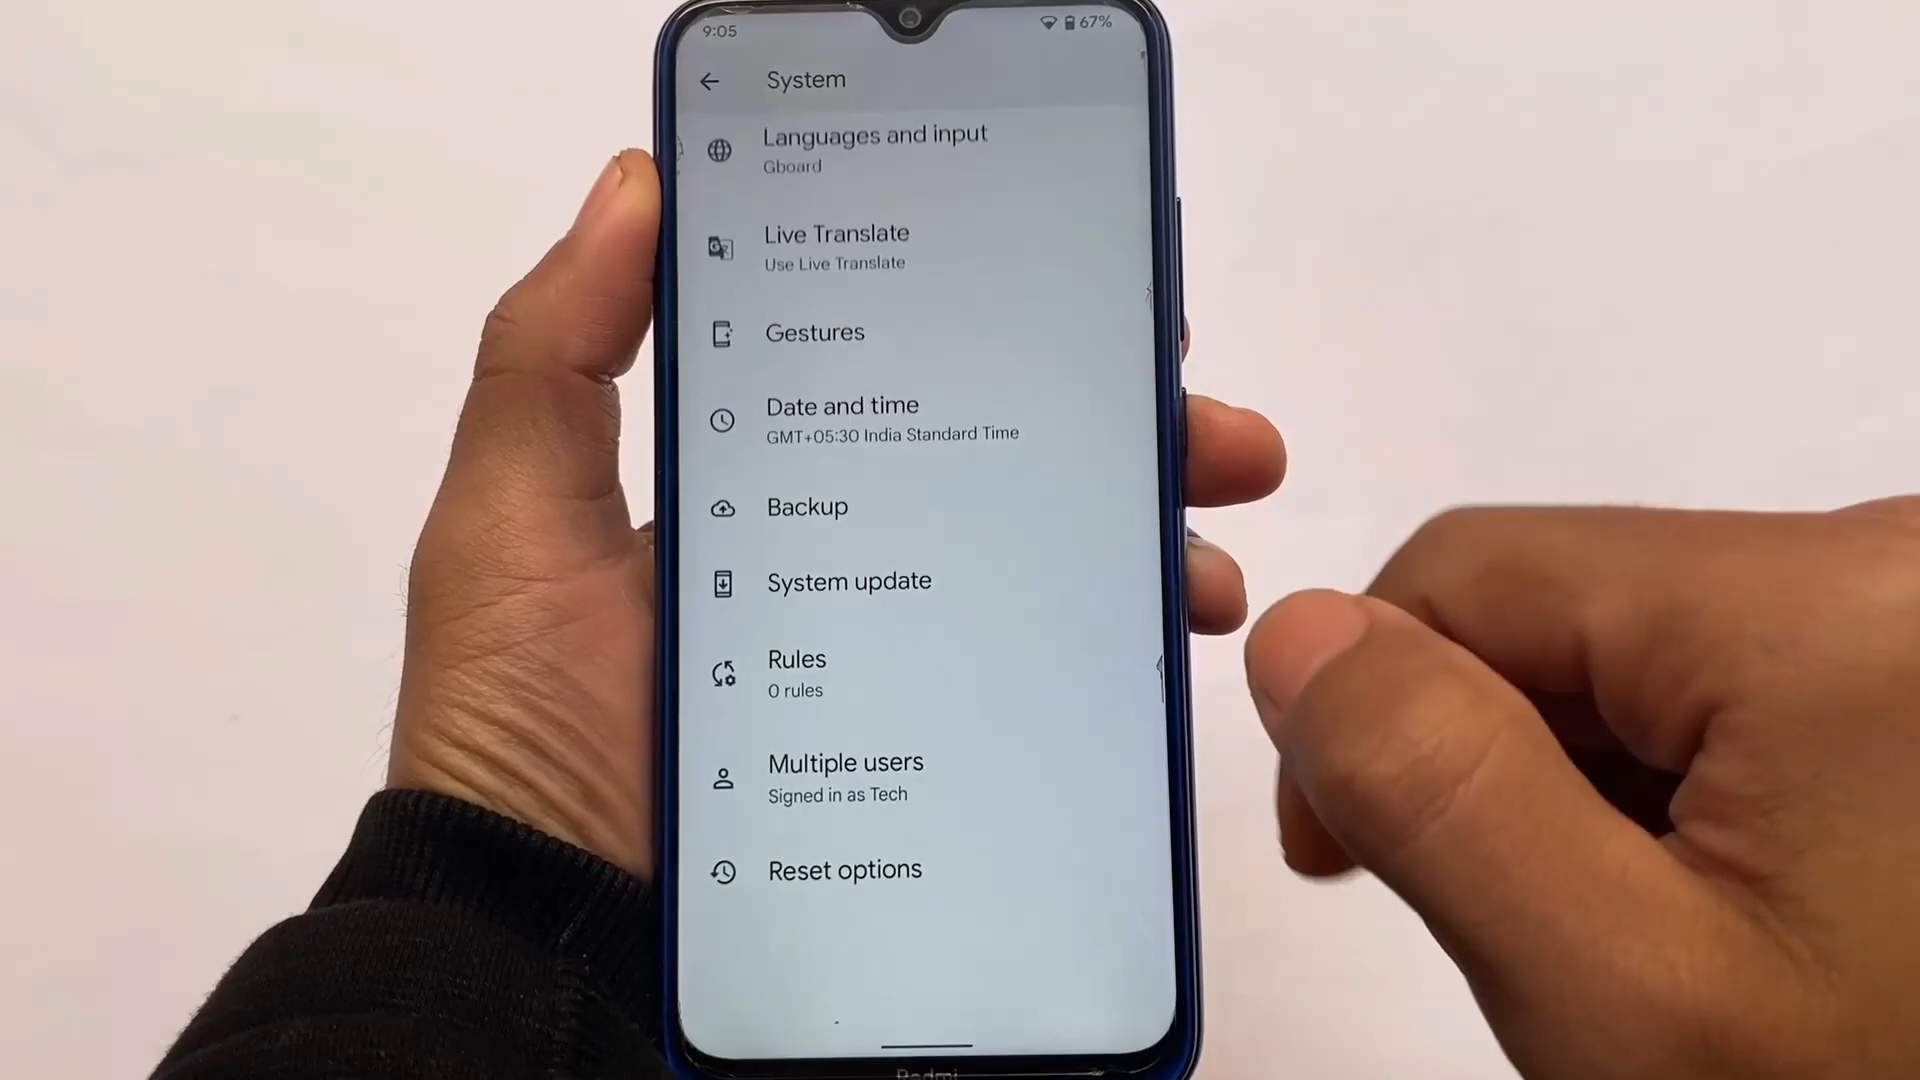 9:05
67%
System
Languages and input
Gboard
Live Translate
Use Live Translate
Gestures
Date and time
GMT+05:30 India Standard Time
Backup
System update
Rules
0 rules
Multiple users
Signed in as Tech
Reset options
Redmi